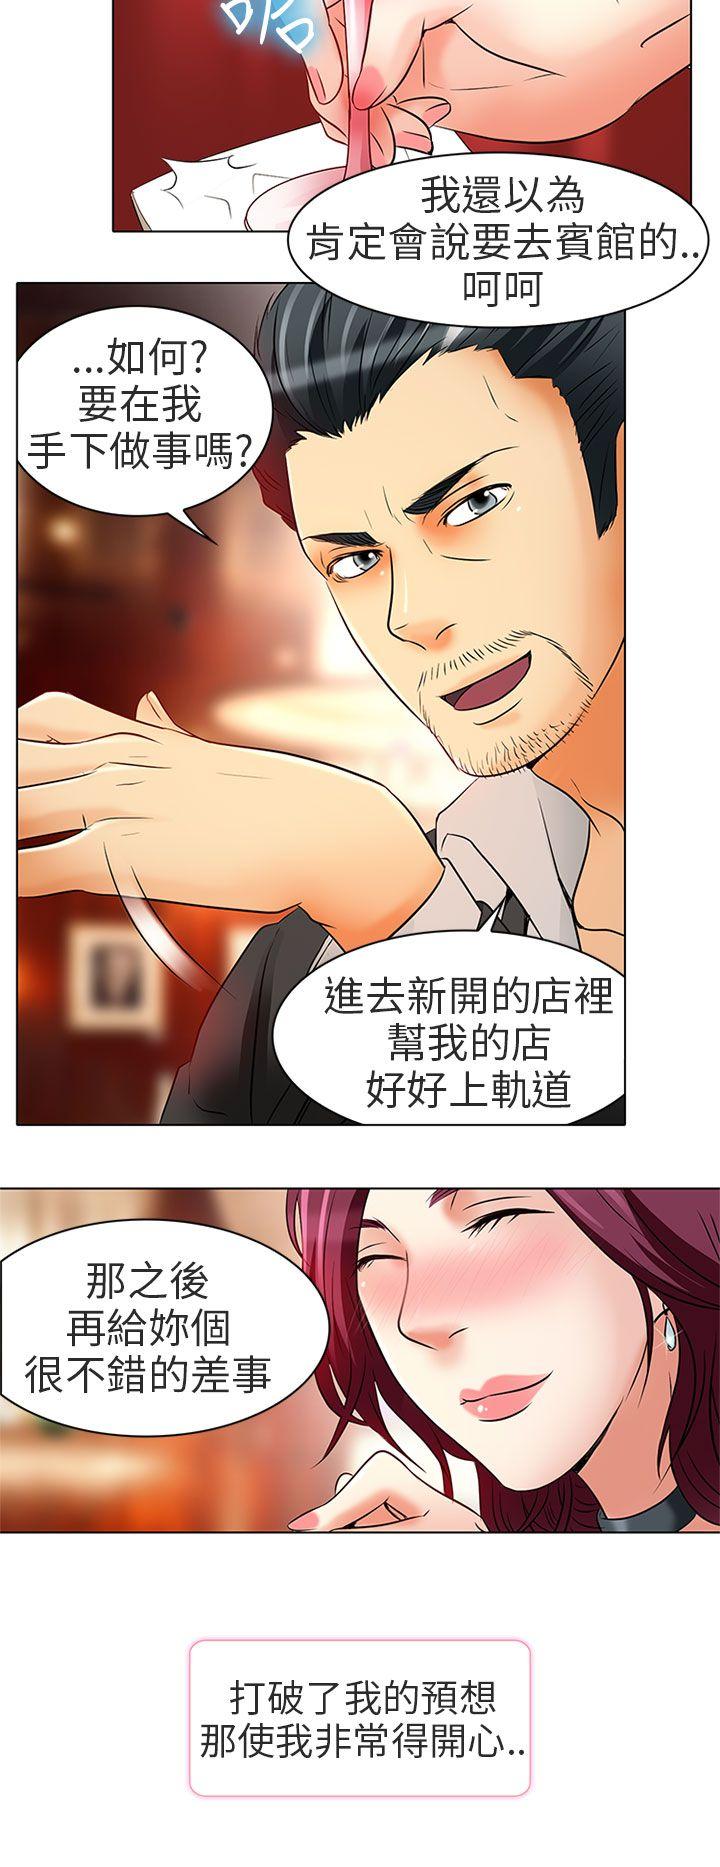 哈
我還以為
肯定會說要去賓館的..
呵呵
...如何?
要在我
手下做事嗎?
進去新開的店裡
幫我的店
好好上軌道
那之後
再給妳個
很不錯的差事
打破了我的預想
那使我非常得開心..